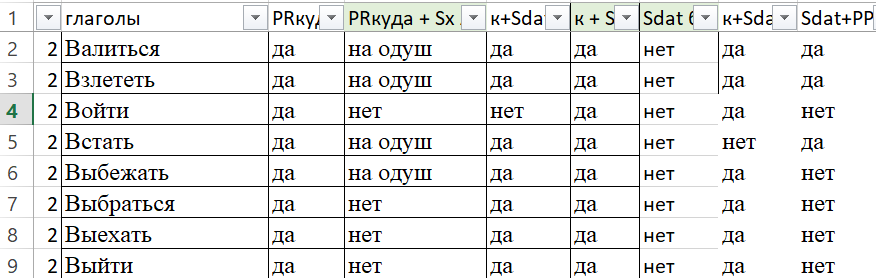 1 глаголы PRкуд PRкуда + Sx к+Sda к + S Sdat б к+Sda Sdat+PP
2 2 Валиться да на одуш да да нет да да
3 2 Взлететь да на одуш да да нет да да
4 2 Войти да нет нет да нет да нет
5 2 Встать да на одуш да да нет нет да
6 2 Выбежать да на одуш да да нет да нет
7 2 Выбраться да нет да да нет да нет
8 2 Выехать да нет да да нет да нет
9 2 Выйти да нет да да нет да нет